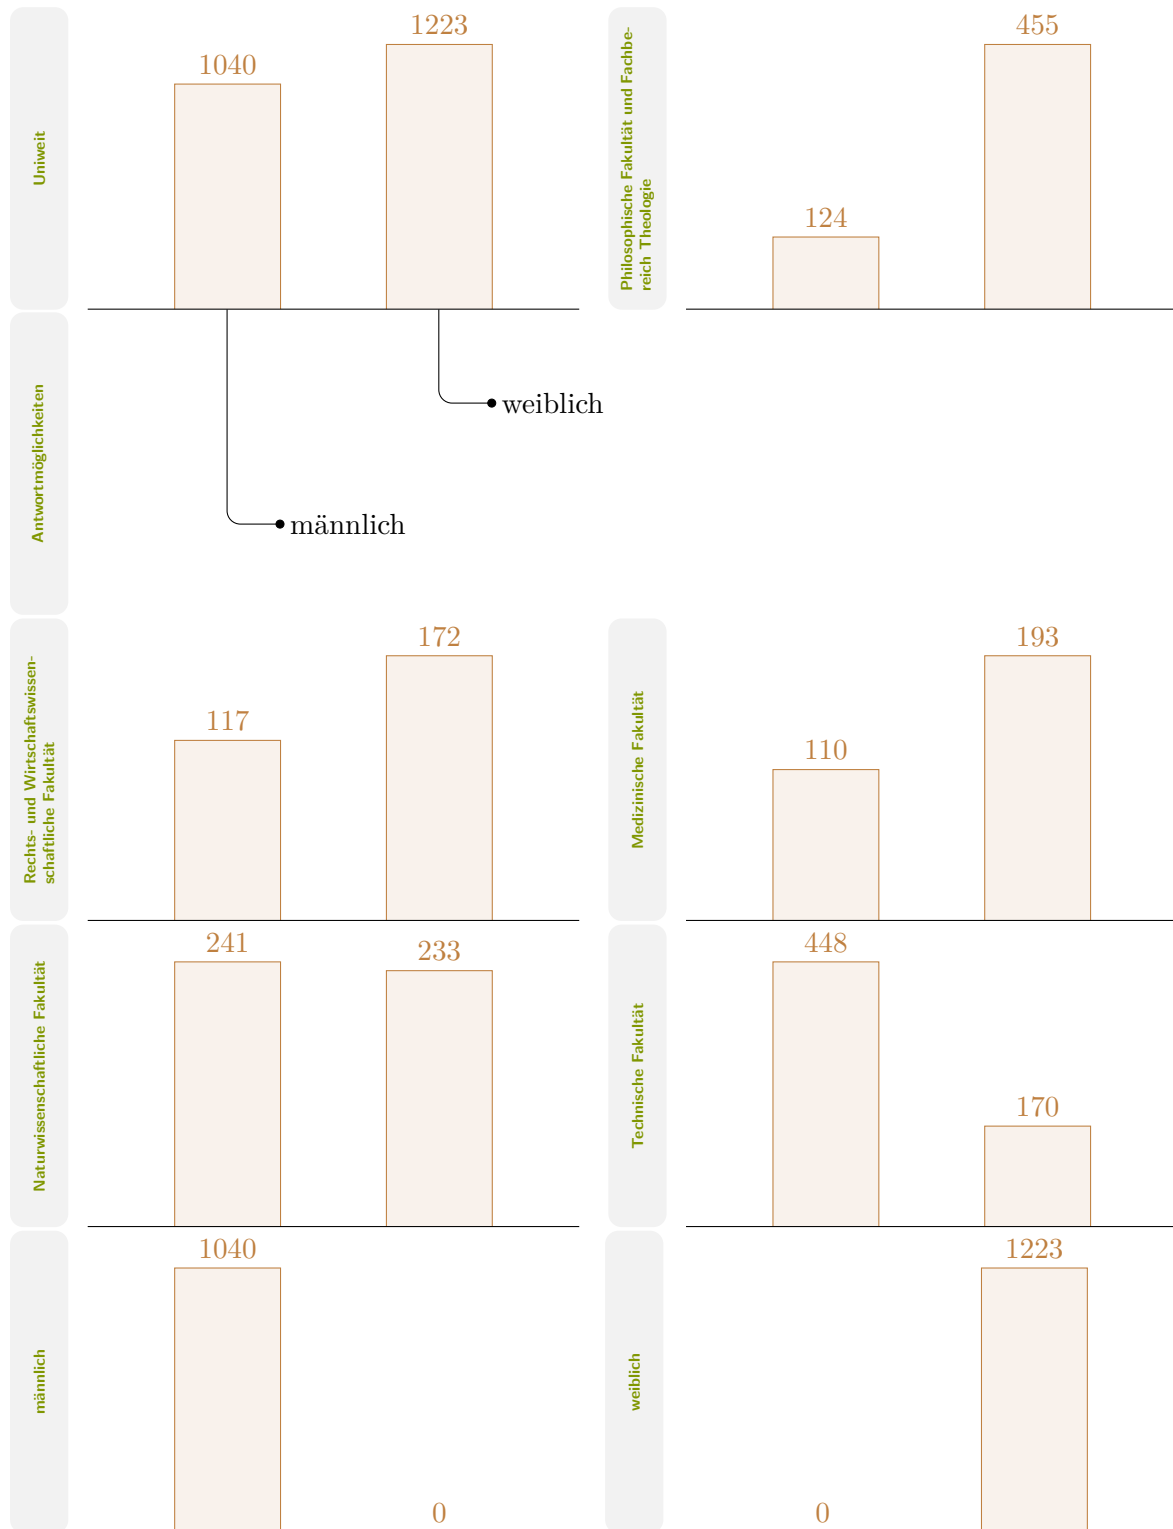 Uniweit
1040
1223
Philosophische Fakultät und Fachbe-
reich Theologie
124
455
Antwortmöglichkeiten
weiblich
männlich
Rechts- und Wirtschaftswissen-
schaftliche Fakultät
117
172
Medizinische Fakultät
110
193
Naturwissenschaftliche Fakultät
241
233
Technische Fakultät
448
170
männlich
1040
0
weiblich
0
1223